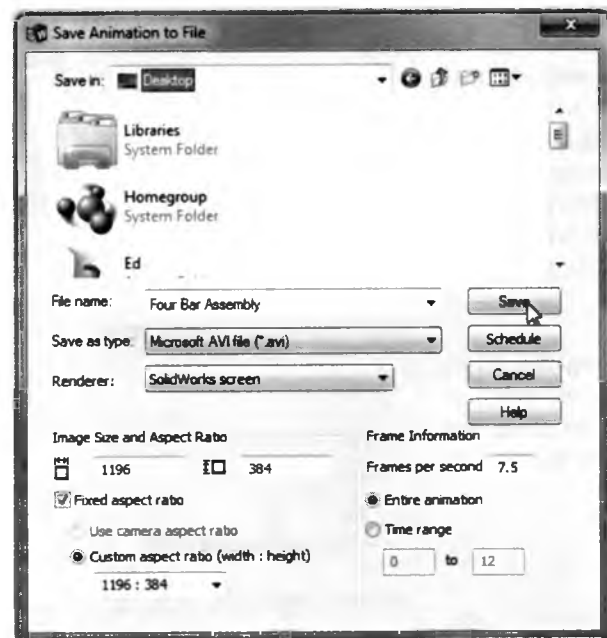 Save Animation to File
Save in: Desktop
Libraries
System Folder
Homegroup
System Folder
Ed
File name: Four Bar Assembly Save
Save as type: Microsoft AVI file (*.avi) Schedule
Renderer: SolidWorks screen Cancel
Help
Image Size and Aspect Ratio
1196 384
Fixed aspect ratio
Use camera aspect ratio
Custom aspect ratio (width : height)
1196 : 384
Frame Information
Frames per second 7.5
Entire animation
Time range
0 to 12